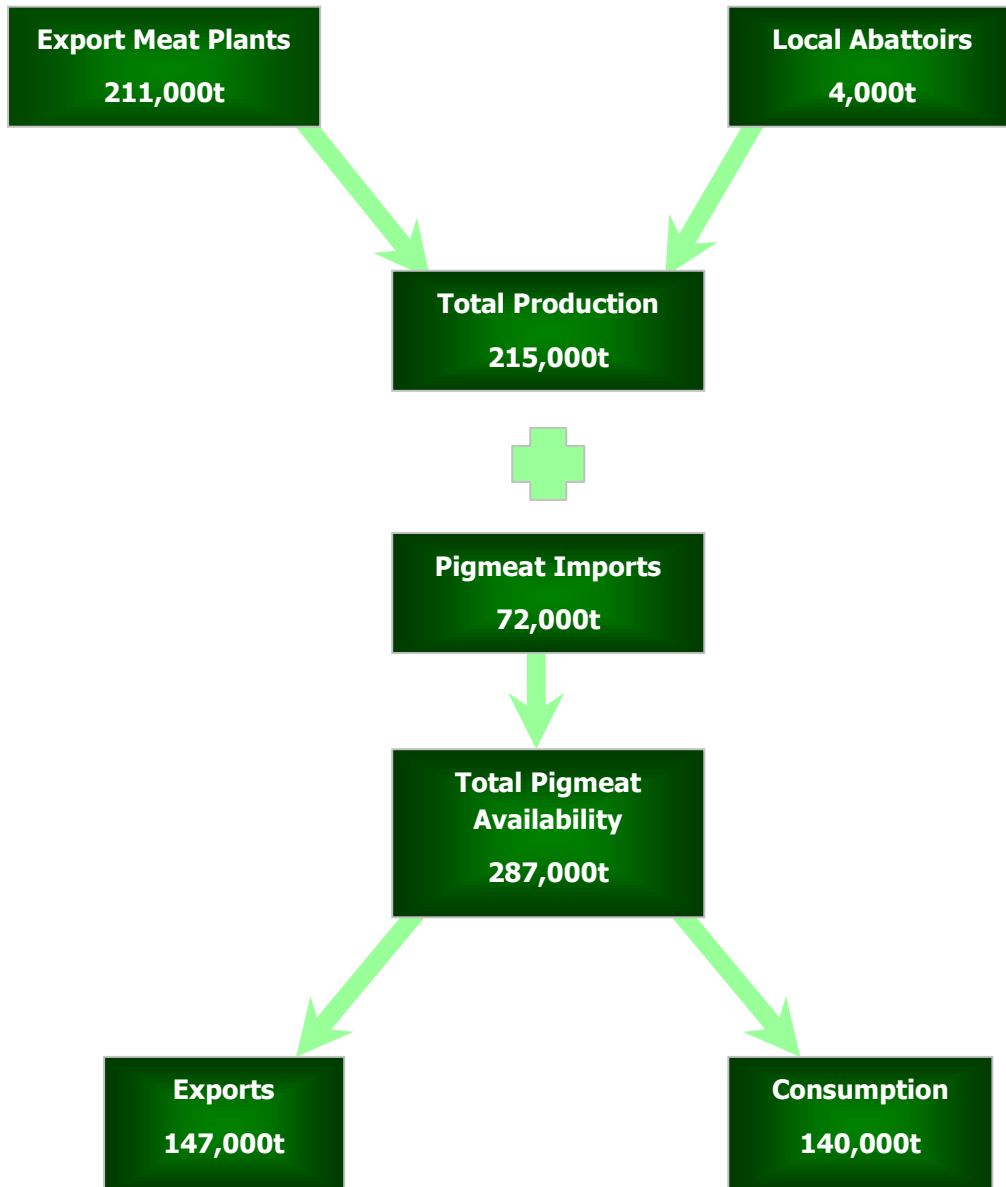 Export Meat Plants
211,000t
Local Abattoirs
4,000t
Total Production
215,000t
Pigmeat Imports
72,000t
Total Pigmeat
Availability
287,000t
Exports
147,000t
Consumption
140,000t